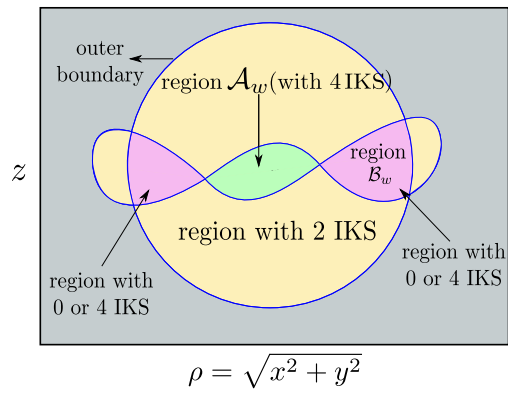 outer
boundary
region 𝒜_w(with 4 IKS)
region
ℬ_w
z
region with 2 IKS
region with
0 or 4 IKS
region with
0 or 4 IKS
ρ = √(x² + y²)